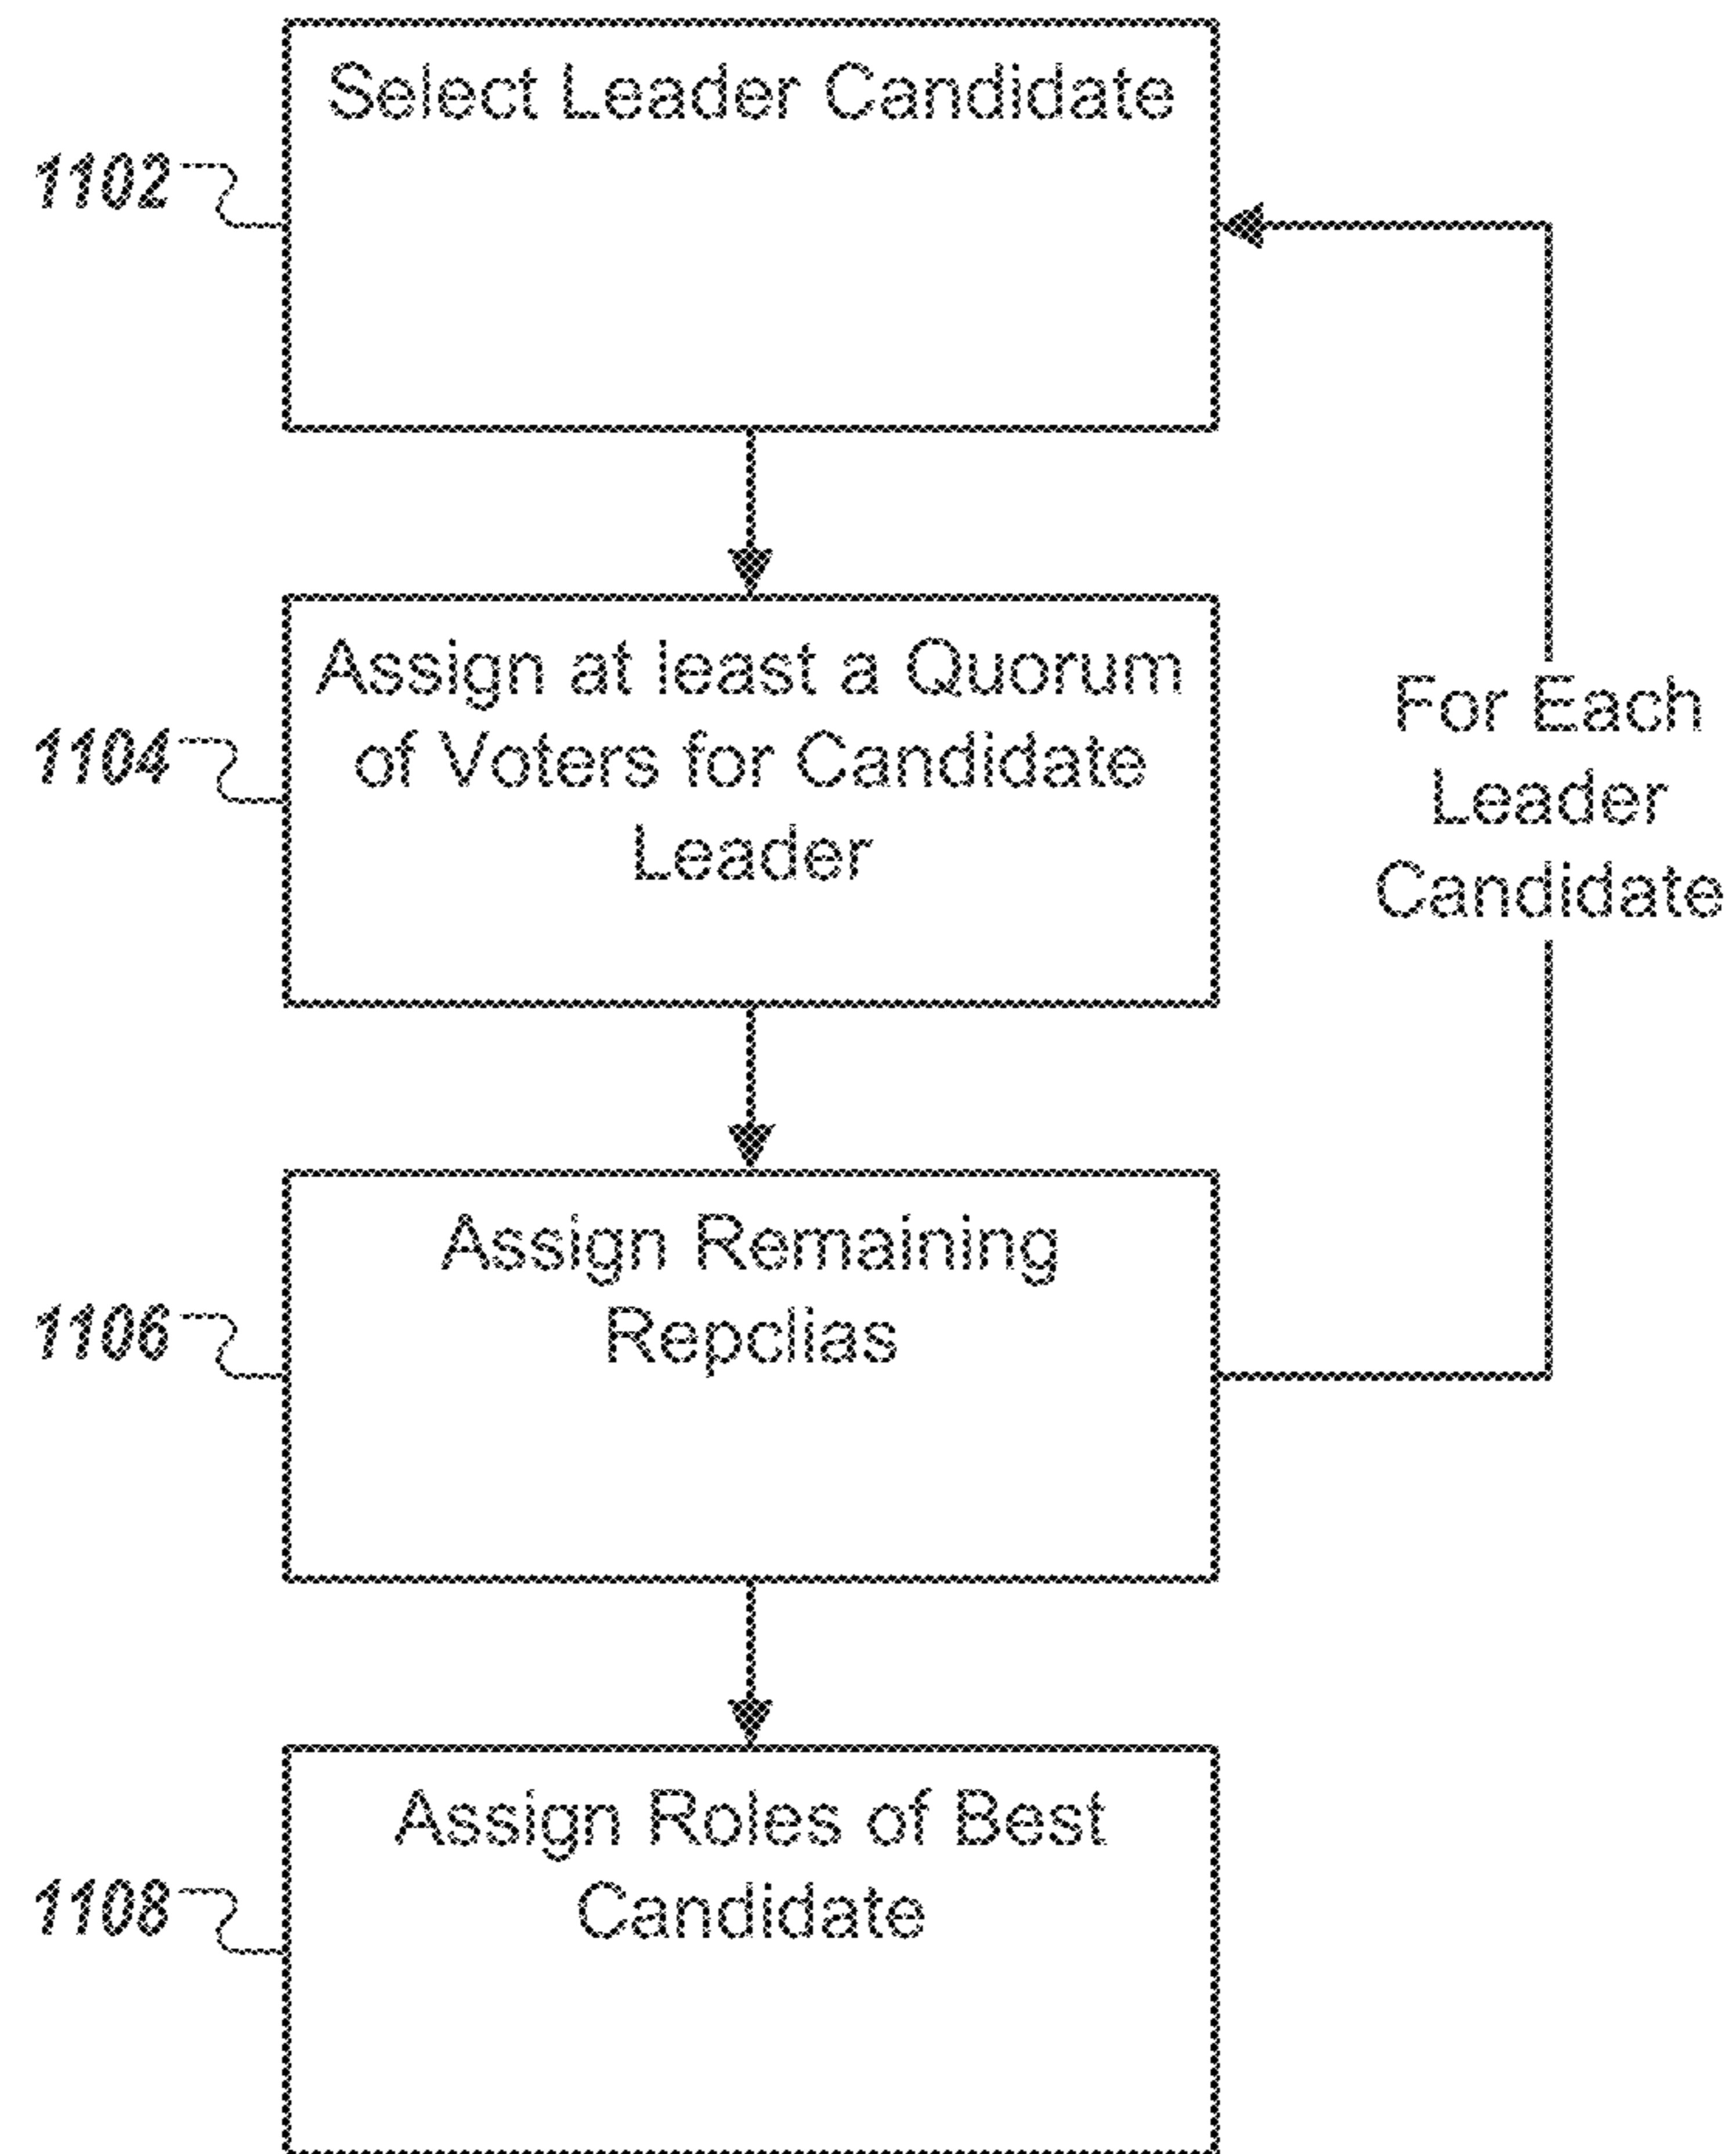 Select Leader Candidate
1102
Assign at least a Quorum
of Voters for Candidate
Leader
1104
For Each
Leader
Candidate
Assign Remaining
Repclias
1106
Assign Roles of Best
Candidate
1108